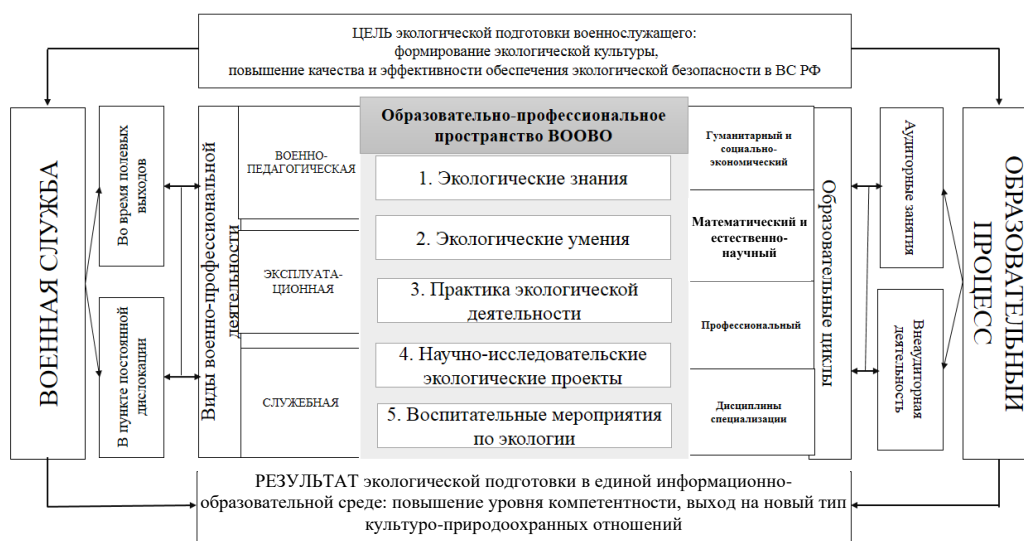 ЦЕЛЬ экологической подготовки военнослужащего:
формирование экологической культуры,
повышение качества и эффективности обеспечения экологической безопасности в ВС РФ
ВОЕННАЯ СЛУЖБА
Во время полевых
выходов
В пункте постоянной
дислокации
Виды военно-профессиональной
деятельности
ВОЕННО-
ПЕДАГОГИЧЕСКАЯ
ЭКСПЛУАТА-
ЦИОННАЯ
СЛУЖЕБНАЯ
Образовательно-профессиональное
пространство ВООВО
1. Экологические знания
2. Экологические умения
3. Практика экологической
деятельности
4. Научно-исследовательские
экологические проекты
5. Воспитательные мероприятия
по экологии
Гуманитарный и
социально-
экономический
Математический и
естественно-
научный
Профессиональный
Дисциплины
специализации
Образовательные циклы
Аудиторные занятия
Внеаудиторная
деятельность
ОБРАЗОВАТЕЛЬНЫЙ
ПРОЦЕСС
РЕЗУЛЬТАТ экологической подготовки в единой информационно-
образовательной среде: повышение уровня компетентности, выход на новый тип
культуро-природоохранных отношений